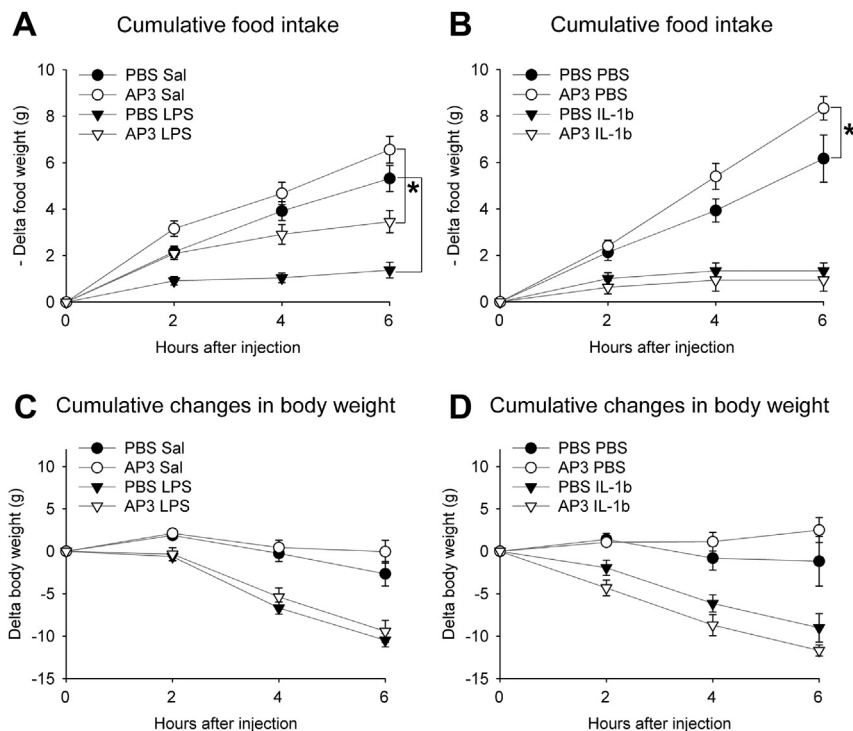 A
Cumulative food intake
PBS Sal
AP3 Sal
PBS LPS
AP3 LPS
10
8
6
4
2
0
- Delta food weight (g)
*
0 2 4 6
Hours after injection
B
Cumulative food intake
PBS PBS
AP3 PBS
PBS IL-1b
AP3 IL-1b
10
8
6
4
2
0
- Delta food weight (g)
*
0 2 4 6
Hours after injection
C
Cumulative changes in body weight
PBS Sal
AP3 Sal
PBS LPS
AP3 LPS
10
5
0
-5
-10
-15
Delta body weight (g)
0 2 4 6
Hours after injection
D
Cumulative changes in body weight
PBS PBS
AP3 PBS
PBS IL-1b
AP3 IL-1b
10
5
0
-5
-10
-15
Delta body weight (g)
0 2 4 6
Hours after injection